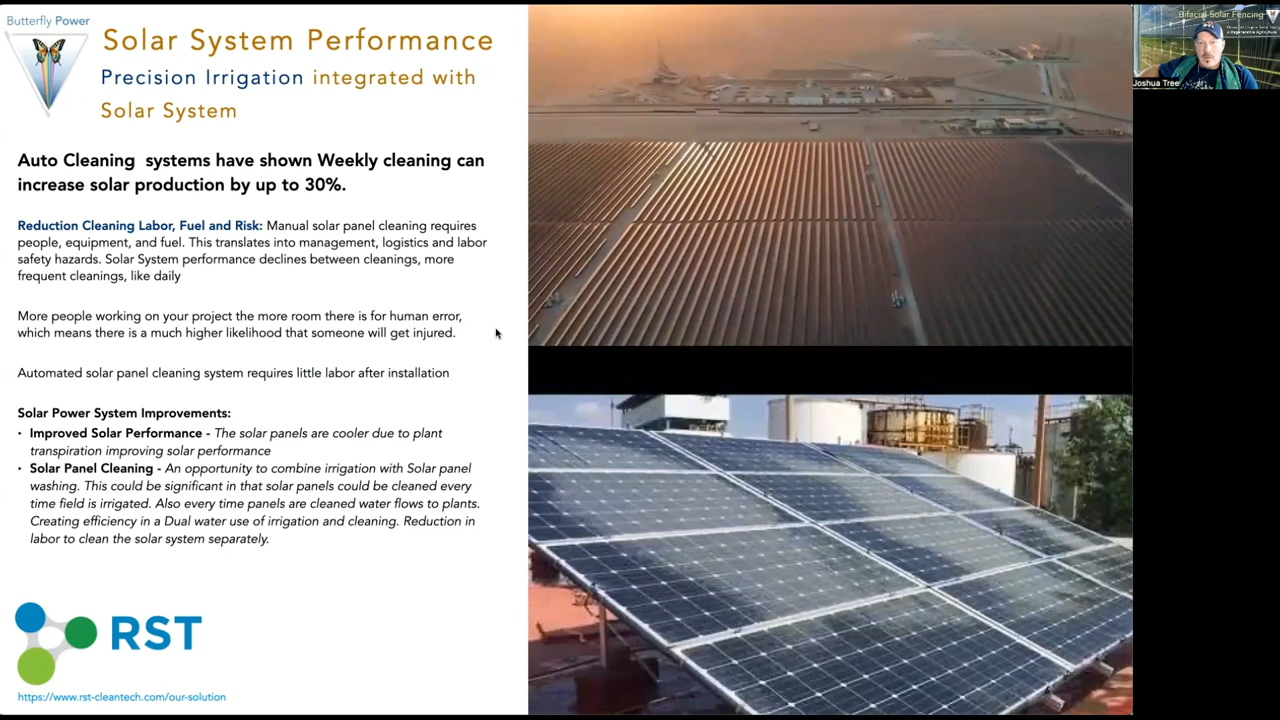 Butterfly Power
Solar System Performance
Precision Irrigation integrated with
Solar System
Auto Cleaning systems have shown Weekly cleaning can
increase solar production by up to 30%.
Reduction Cleaning Labor, Fuel and Risk: Manual solar panel cleaning requires
people, equipment, and fuel. This translates into management, logistics and labor
safety hazards. Solar System performance declines between cleanings, more
frequent cleanings, like daily
More people working on your project the more room there is for human error,
which means there is a much higher likelihood that someone will get injured.
Automated solar panel cleaning system requires little labor after installation
Solar Power System Improvements:
‣ Improved Solar Performance - The solar panels are cooler due to plant
transpiration improving solar performance
‣ Solar Panel Cleaning - An opportunity to combine irrigation with Solar panel
washing. This could be significant in that solar panels could be cleaned every
time field is irrigated. Also every time panels are cleaned water flows to plants.
Creating efficiency in a Dual water use of irrigation and cleaning. Reduction in
labor to clean the solar system separately.
RST
https://www.rst-cleantech.com/our-solution
Bifacial Solar Fencing
& Regenerative Agriculture
Joshua Tree